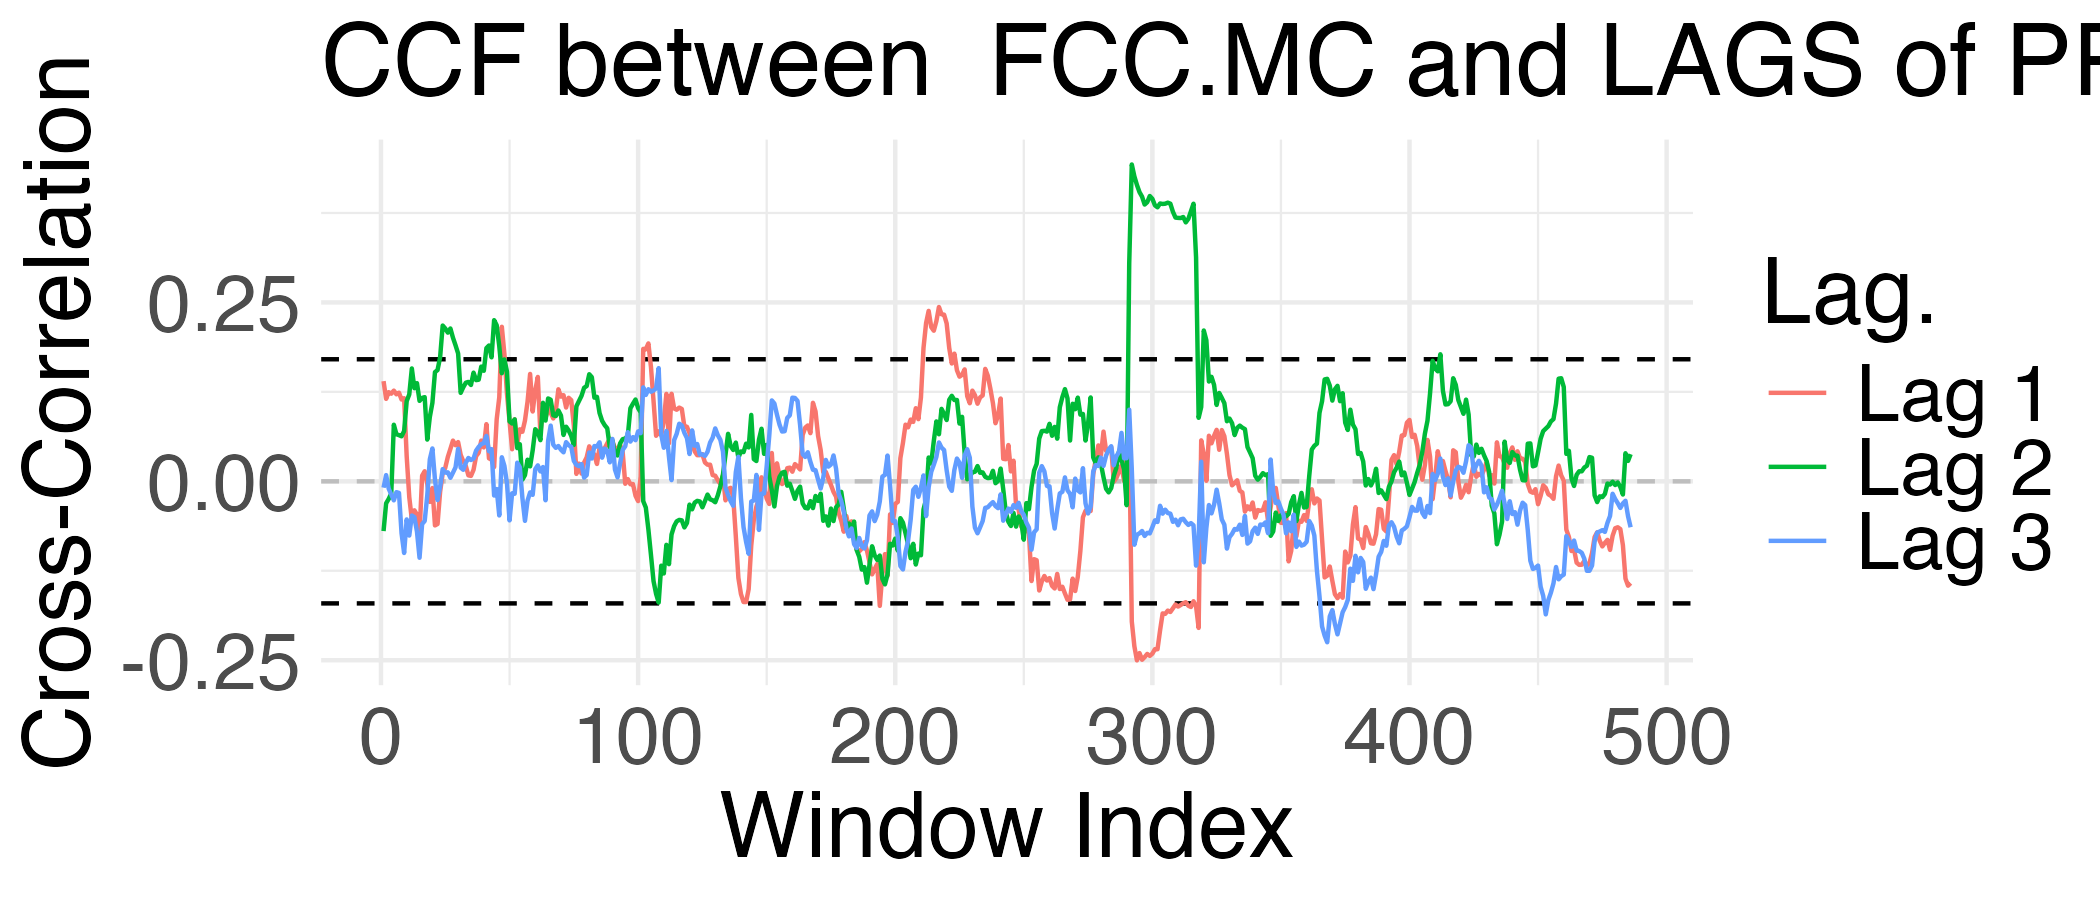 CCF between  FCC.MC and LAGS of
Cross-Correlation
0.25
0.00
-0.25
0 100 200 300 400 500
Window Index
Lag.
Lag 1
Lag 2
Lag 3